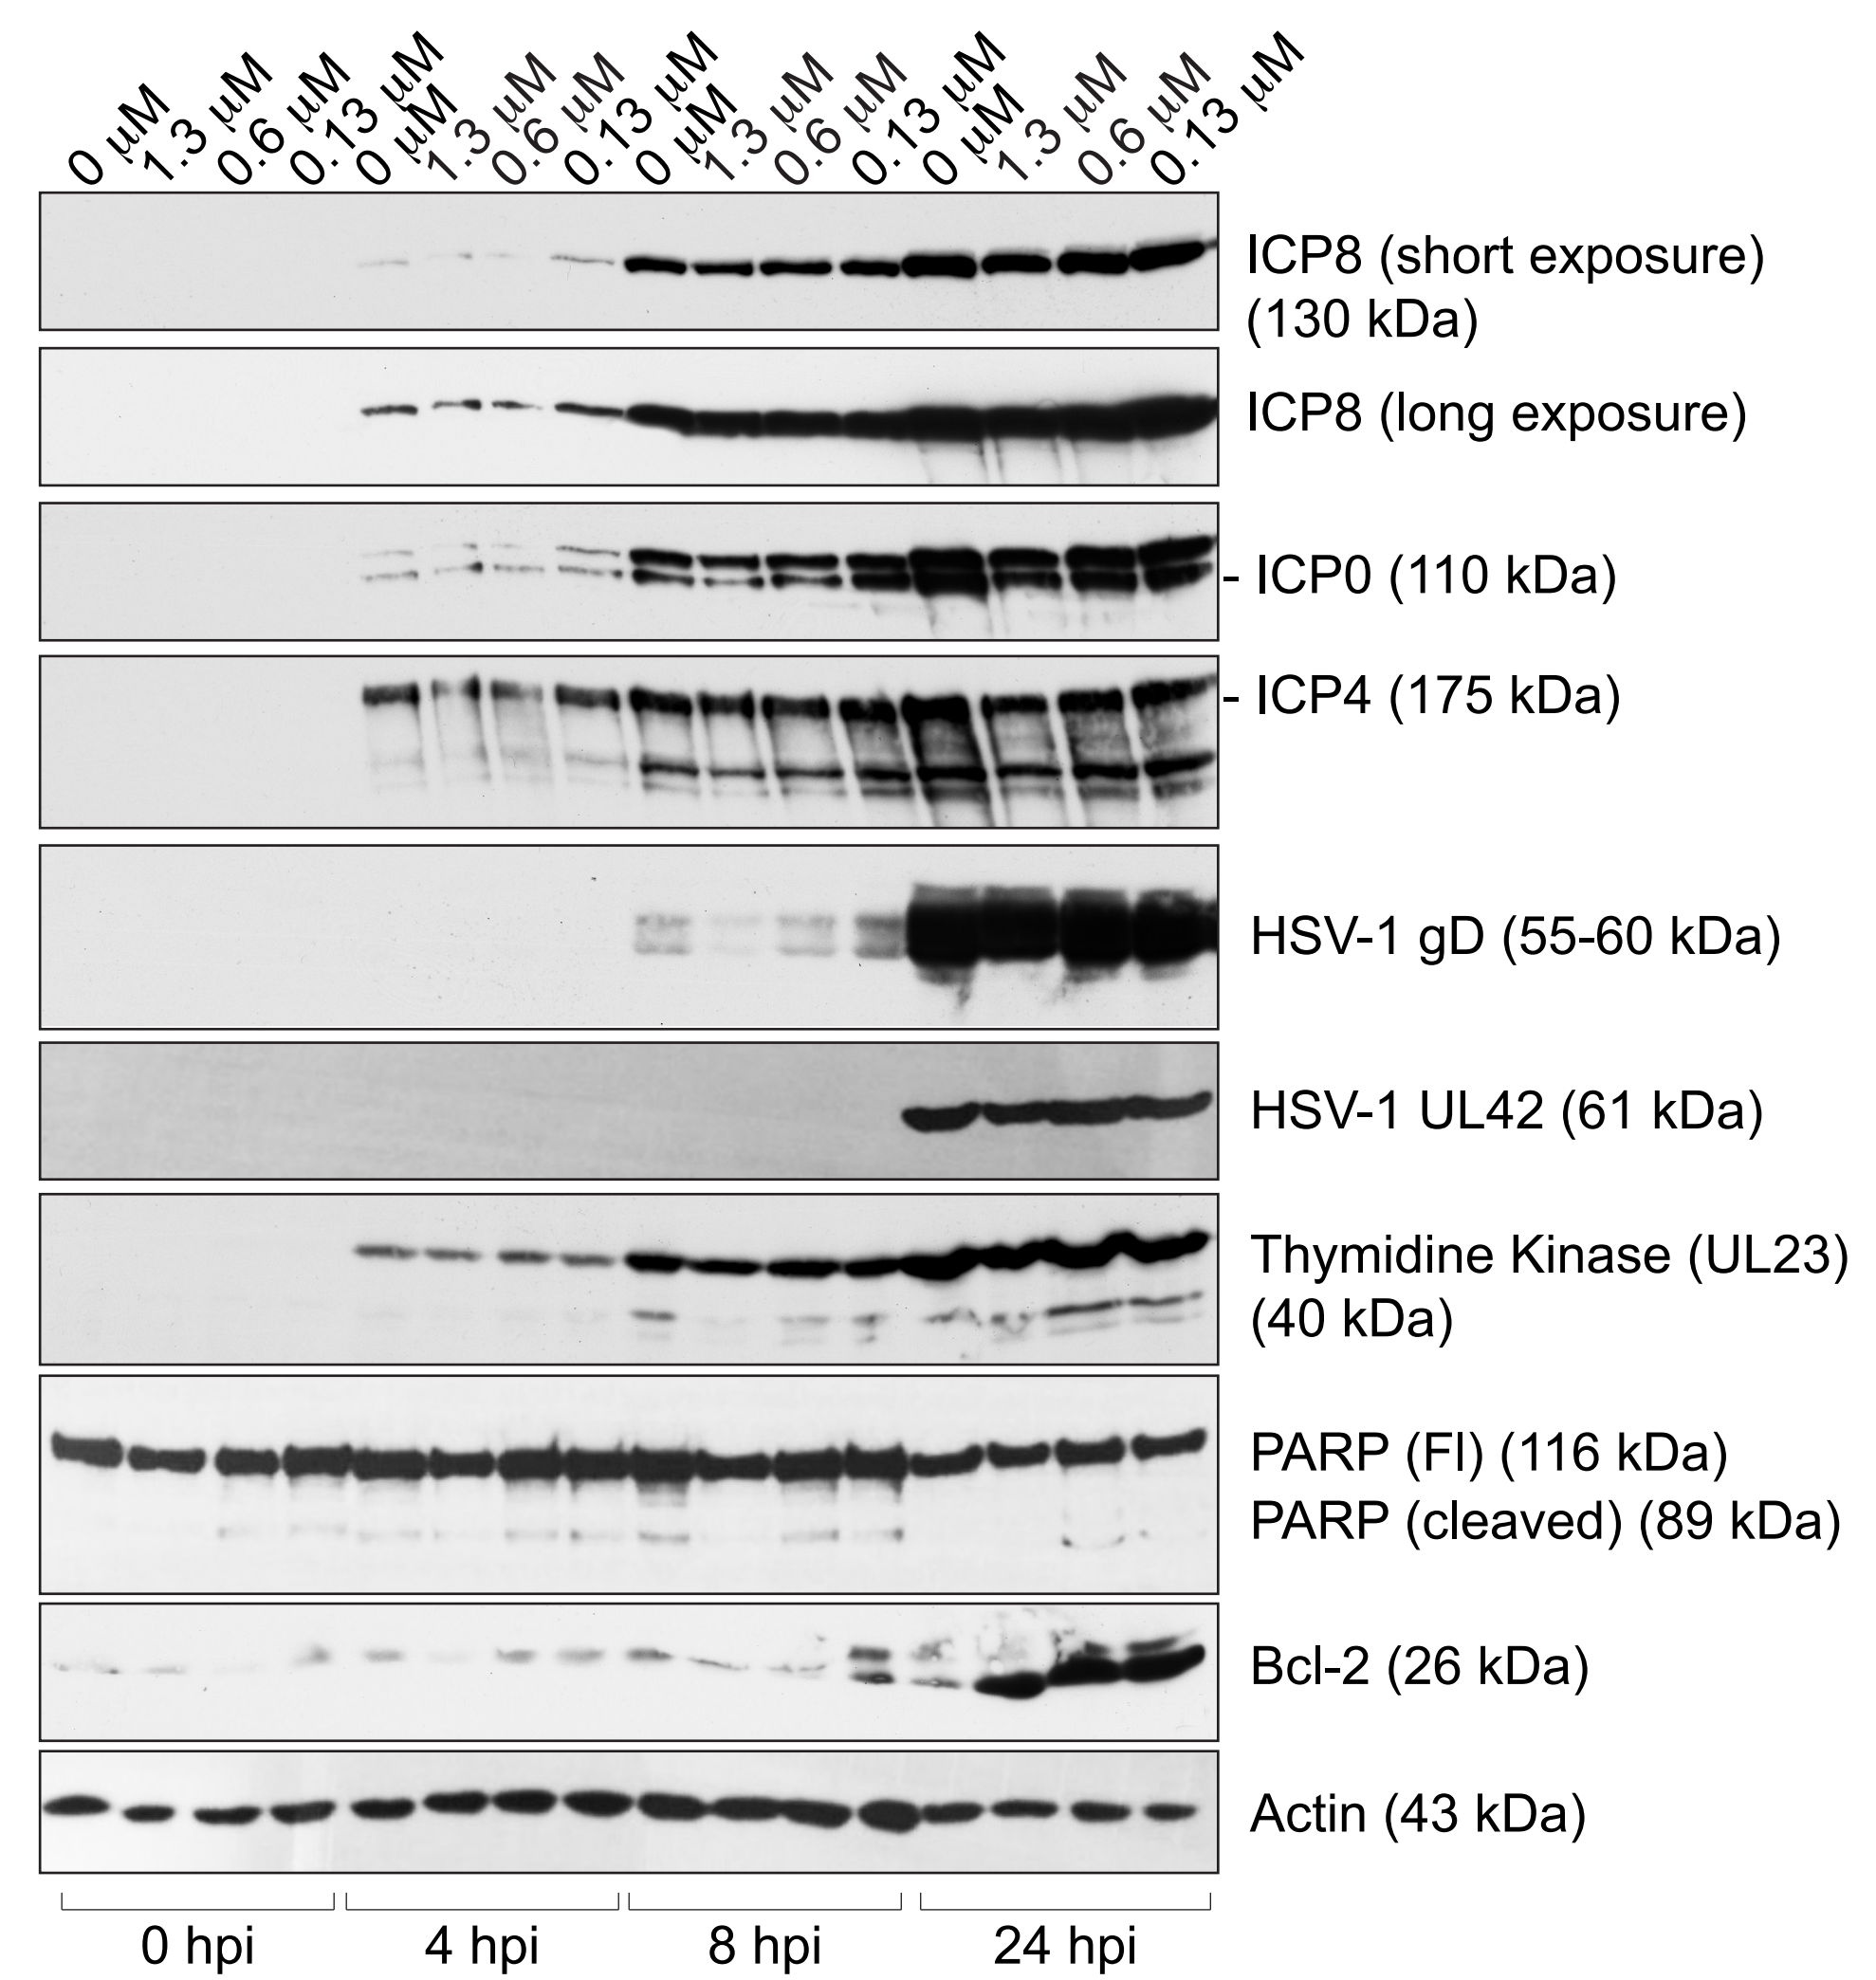 0 µM 1.3 µM 0.6 µM 0.13 µM 0 µM 1.3 µM 0.6 µM 0.13 µM 0 µM 1.3 µM 0.6 µM 0.13 µM 0 µM 1.3 µM 0.6 µM 0.13 µM
ICP8 (short exposure)
(130 kDa)
ICP8 (long exposure)
- ICP0 (110 kDa)
- ICP4 (175 kDa)
HSV-1 gD (55-60 kDa)
HSV-1 UL42 (61 kDa)
Thymidine Kinase (UL23)
(40 kDa)
PARP (Fl) (116 kDa)
PARP (cleaved) (89 kDa)
Bcl-2 (26 kDa)
Actin (43 kDa)
0 hpi 4 hpi 8 hpi 24 hpi